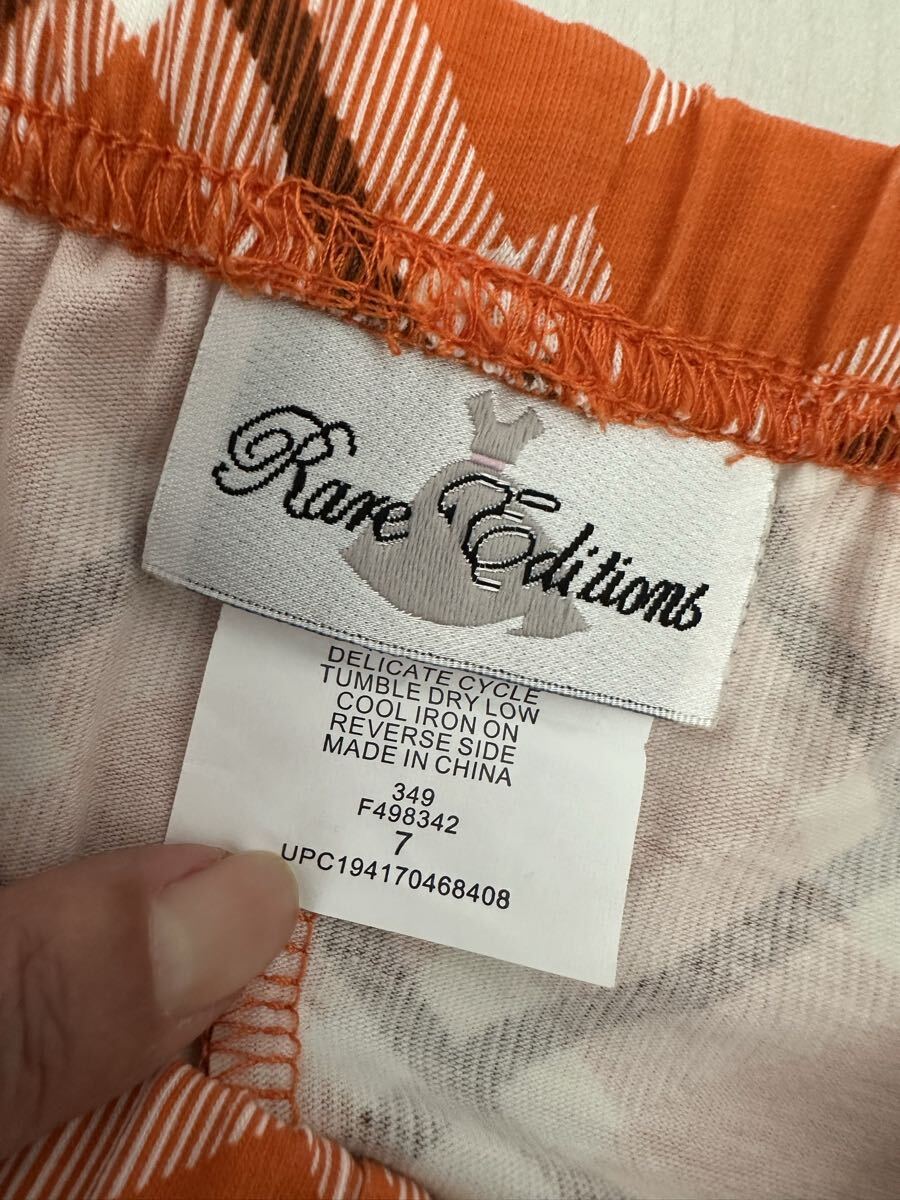 Rare Editions
DELICATE CYCLE
TUMBLE DRY LOW
COOL IRON ON
REVERSE SIDE
MADE IN CHINA
349
F498342
7
UPC194170468408